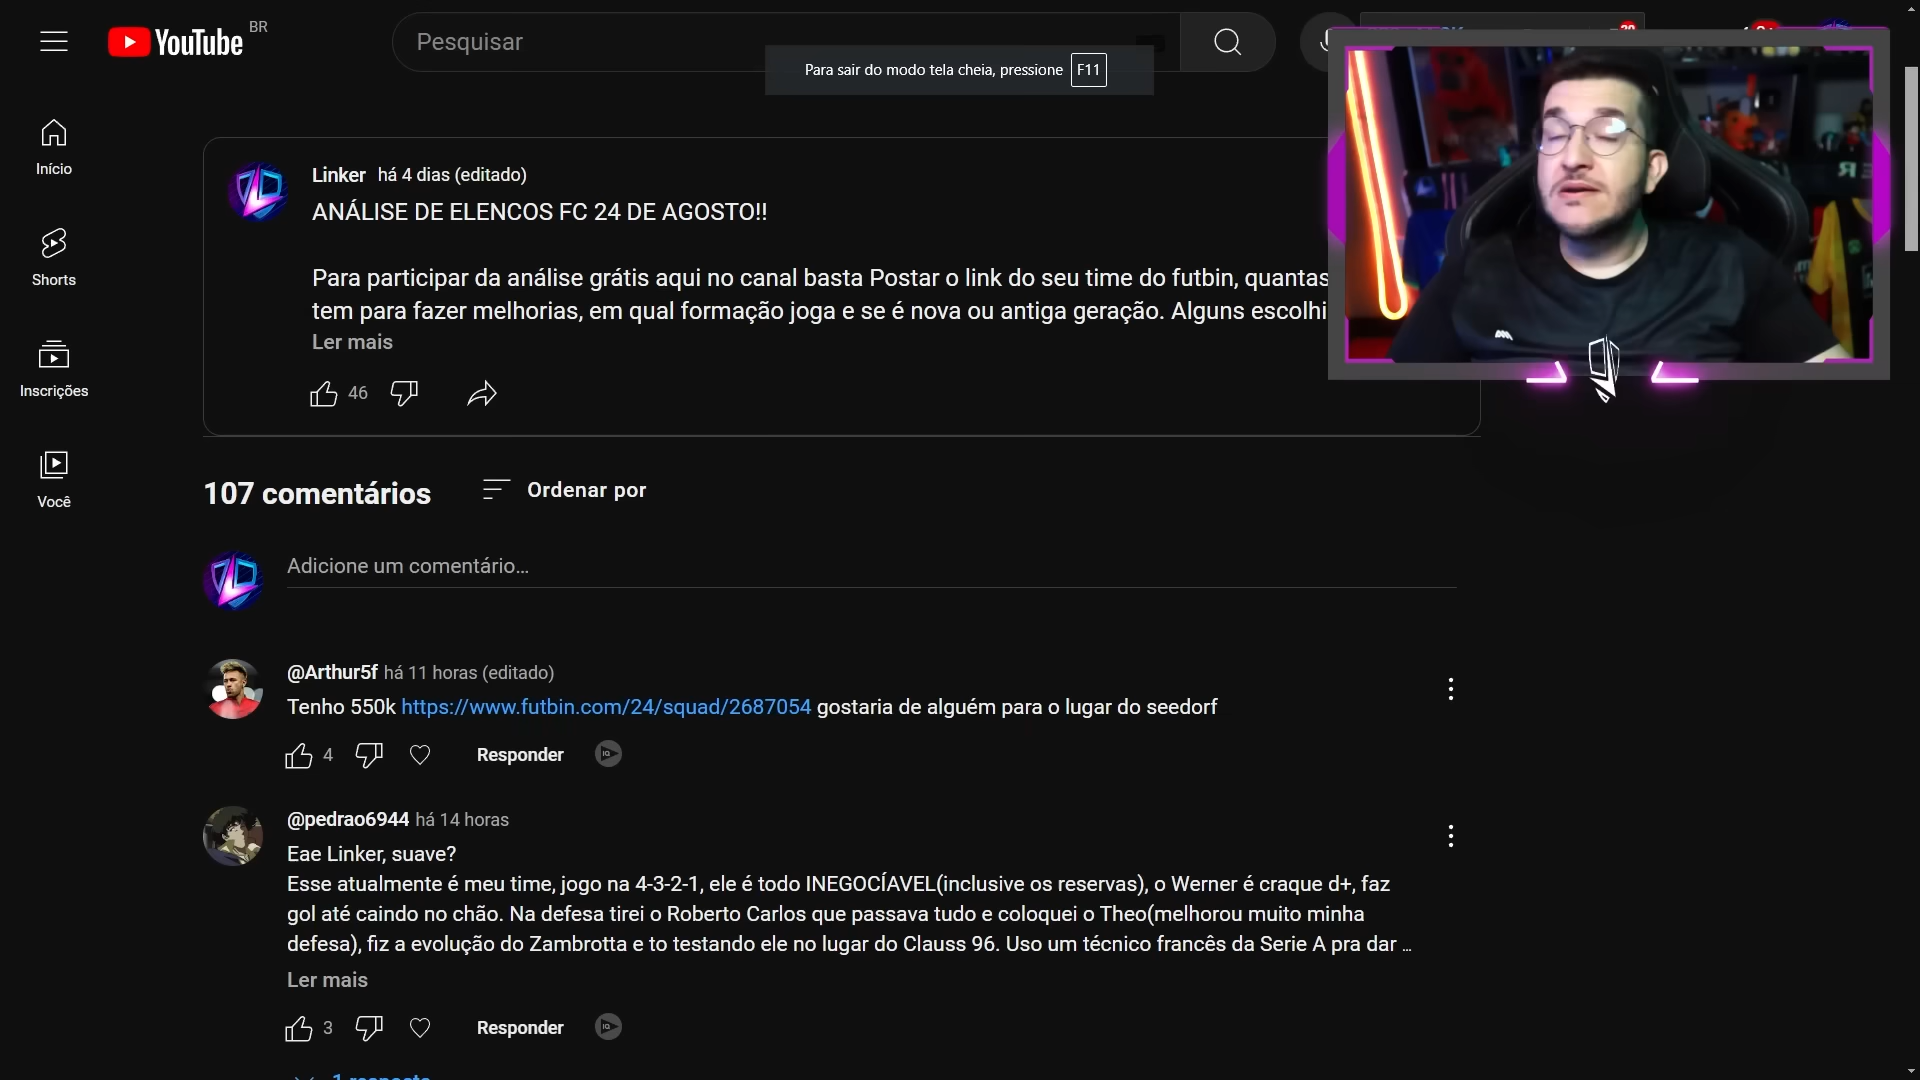 YouTube BR
Pesquisar
Para sair do modo tela cheia, pressione F11
Início
Shorts
Inscrições
Você
Linker há 4 dias (editado)
ANÁLISE DE ELENCOS FC 24 DE AGOSTO!!
Para participar da análise grátis aqui no canal basta Postar o link do seu time do futbin, quantas
tem para fazer melhorias, em qual formação joga e se é nova ou antiga geração. Alguns escolhi
Ler mais
46
107 comentários
Ordenar por
Adicione um comentário...
@Arthur5f há 11 horas (editado)
Tenho 550k https://www.futbin.com/24/squad/2687054 gostaria de alguém para o lugar do seedorf
4
Responder
@pedrao6944 há 14 horas
Eae Linker, suave?
Esse atualmente é meu time, jogo na 4-3-2-1, ele é todo INEGOCÍAVEL(inclusive os reservas), o Werner é craque d+, faz
gol até caindo no chão. Na defesa tirei o Roberto Carlos que passava tudo e coloquei o Theo(melhorou muito minha
defesa), fiz a evolução do Zambrotta e to testando ele no lugar do Clauss 96. Uso um técnico francês da Serie A pra dar ...
Ler mais
3
Responder
1 resposta